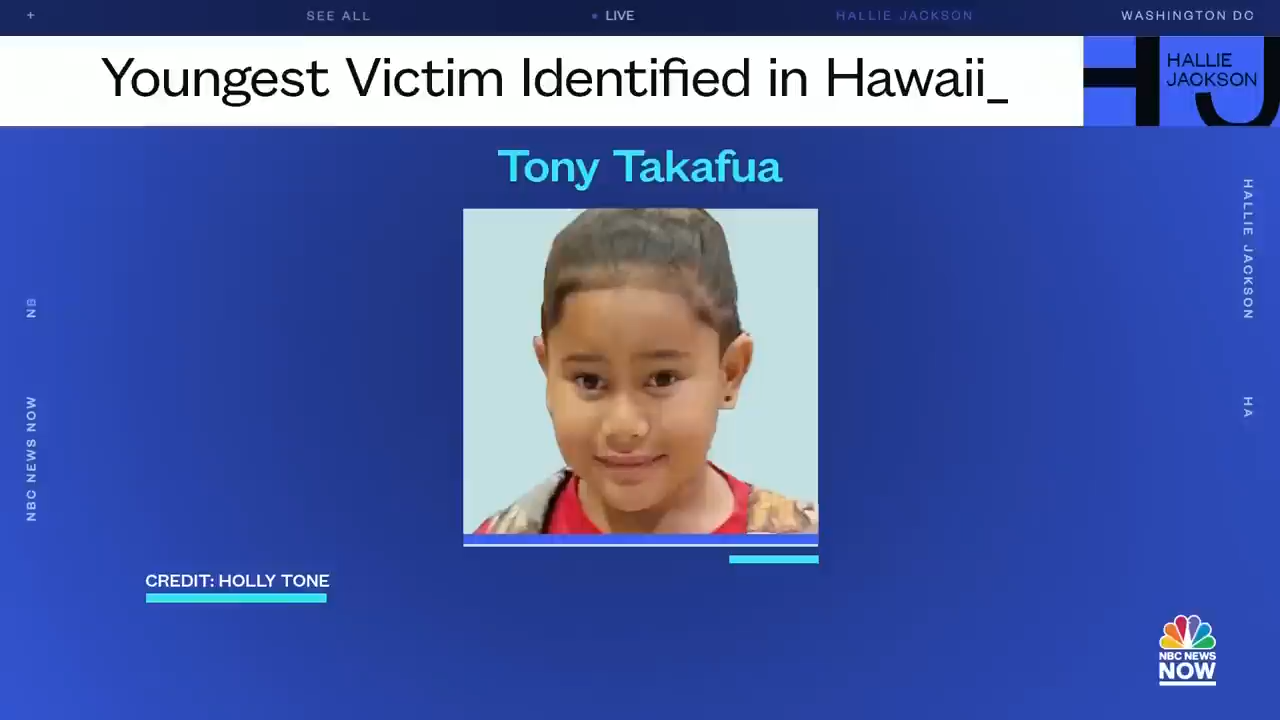 +
SEE ALL
LIVE
HALLIE JACKSON
WASHINGTON DC
Youngest Victim Identified in Hawaii_
HALLIE
JACKSON
HJ
Tony Takafua
NB
NBC NEWS NOW
HALLIE JACKSON
HA
CREDIT: HOLLY TONE
NBC NEWS
NOW